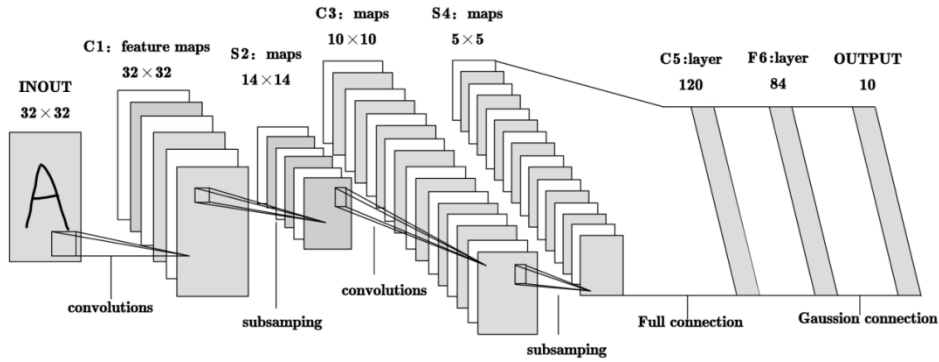 INOUT
32×32
C1: feature maps
32×32
S2: maps
14×14
C3: maps
10×10
S4: maps
5×5
C5:layer
120
F6:layer
84
OUTPUT
10
A
convolutions
subsamping
convolutions
subsamping
Full connection
Gaussion connection